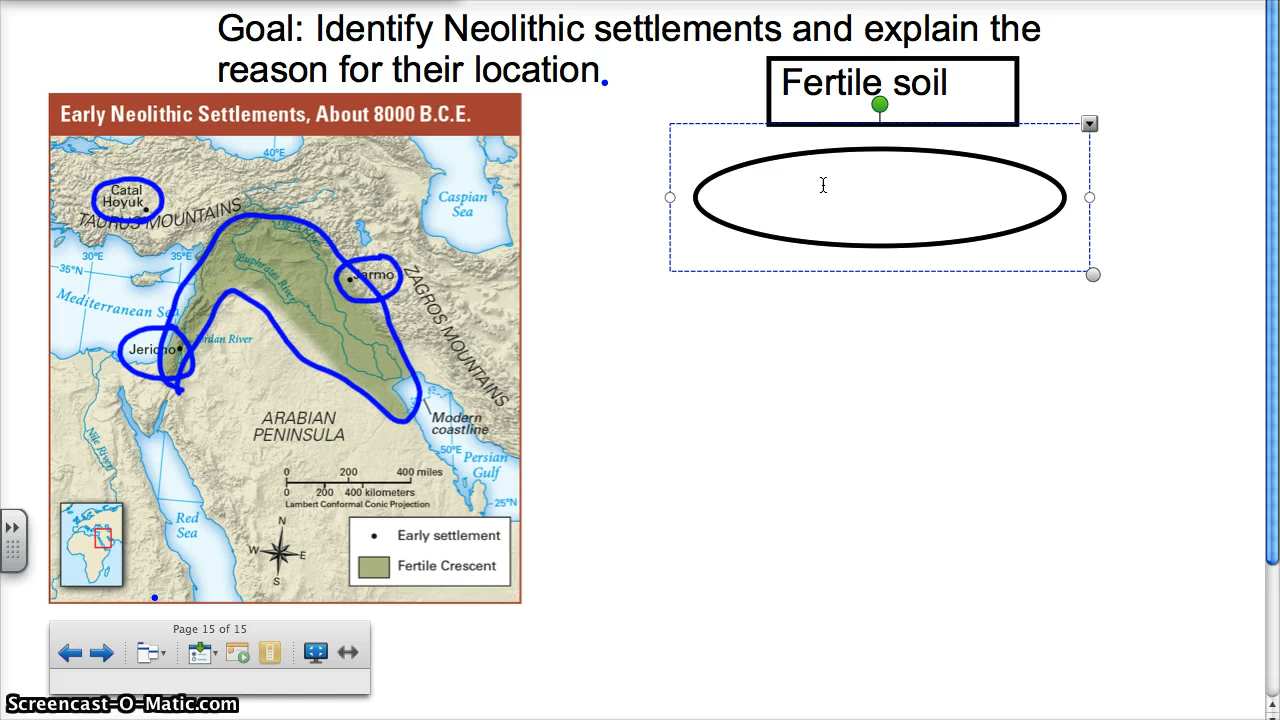 Goal: Identify Neolithic settlements and explain the
reason for their location.
Fertile soil
Early Neolithic Settlements, About 8000 B.C.E.
40°E
Catal
Hoyuk
TAURUS MOUNTAINS
Caspian
Sea
30°E
35°E
35°N
Tigris River
Euphrates River
Jarmo
ZAGROS MOUNTAINS
Mediterranean Sea
Jericho
Jordan River
ARABIAN
PENINSULA
Modern
coastline
50°E
Persian
Gulf
25°N
Nile River
0 200 400 miles
0 200 400 kilometers
Lambert Conformal Conic Projection
Red
Sea
N
W E
S
Early settlement
Fertile Crescent
Page 15 of 15
Screencast-O-Matic.com